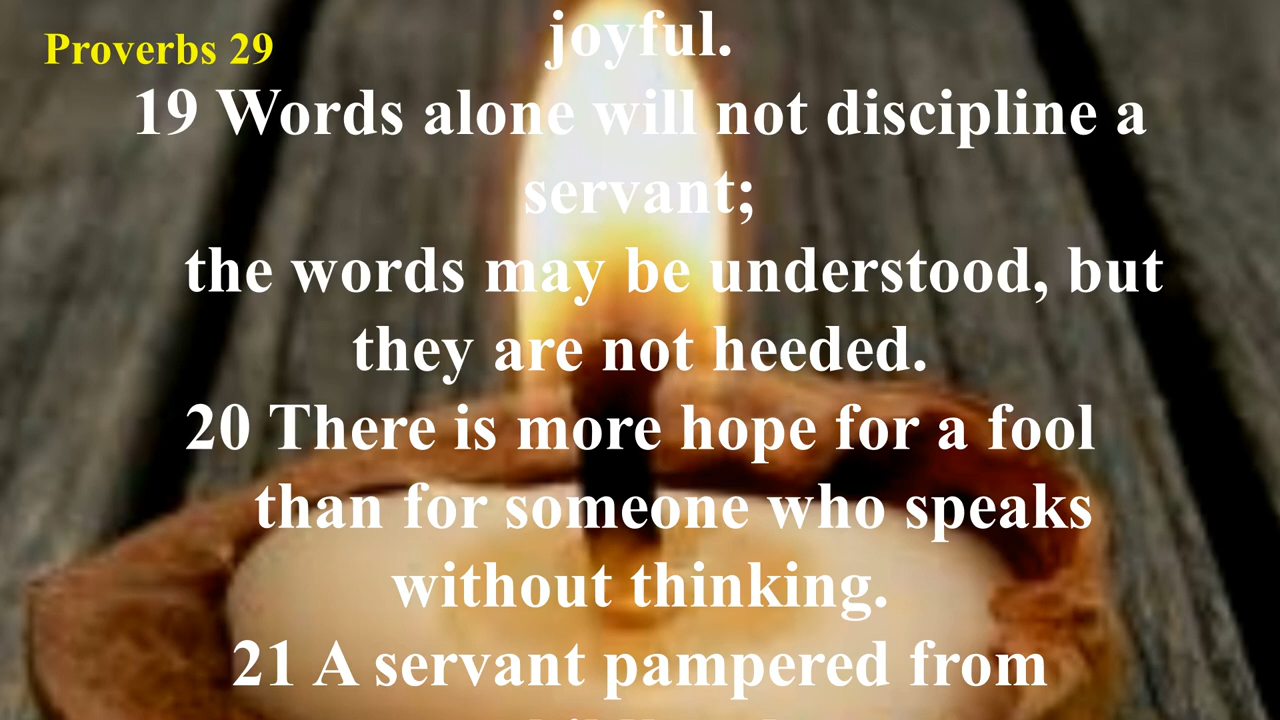 Proverbs 29
joyful.
19 Words alone will not discipline a
servant;
the words may be understood, but
they are not heeded.
20 There is more hope for a fool
than for someone who speaks
without thinking.
21 A servant pampered from